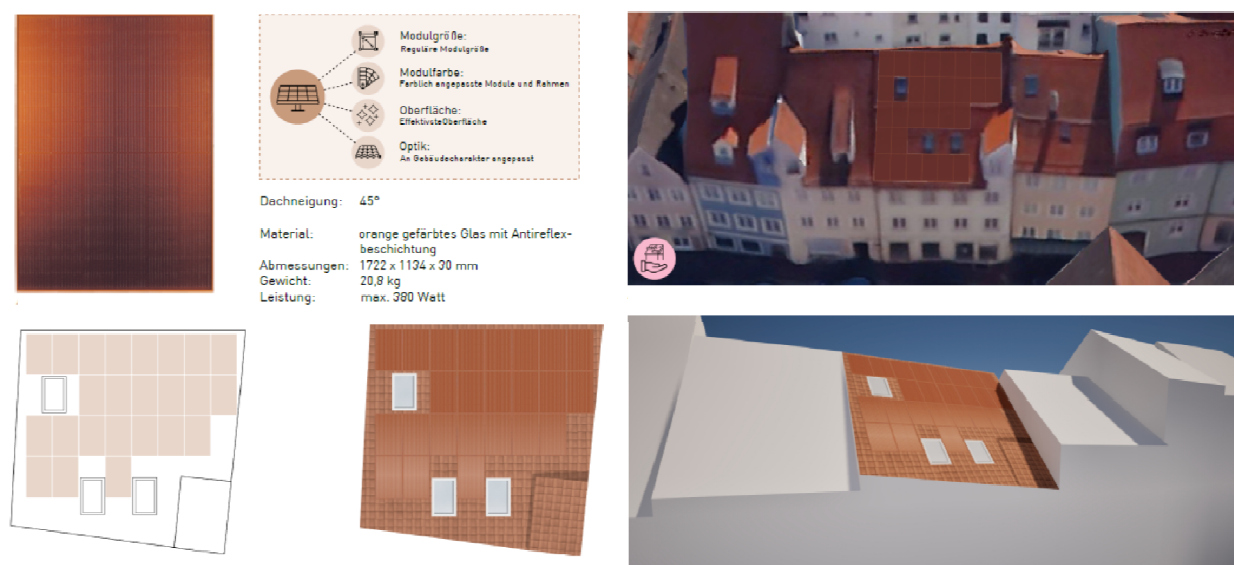 Modulgröße:
Reguläre Modulgröße
Modulfarbe:
Farblich angepasste Module und Rahmen
Oberfläche:
EffektivsteOberfläche
Optik:
An Gebäudecharakter angepasst
Dachneigung: 45°
Material: orange gefärbtes Glas mit Antireflex-
beschichtung
Abmessungen: 1722 x 1134 x 30 mm
Gewicht: 20,8 kg
Leistung: max. 380 Watt